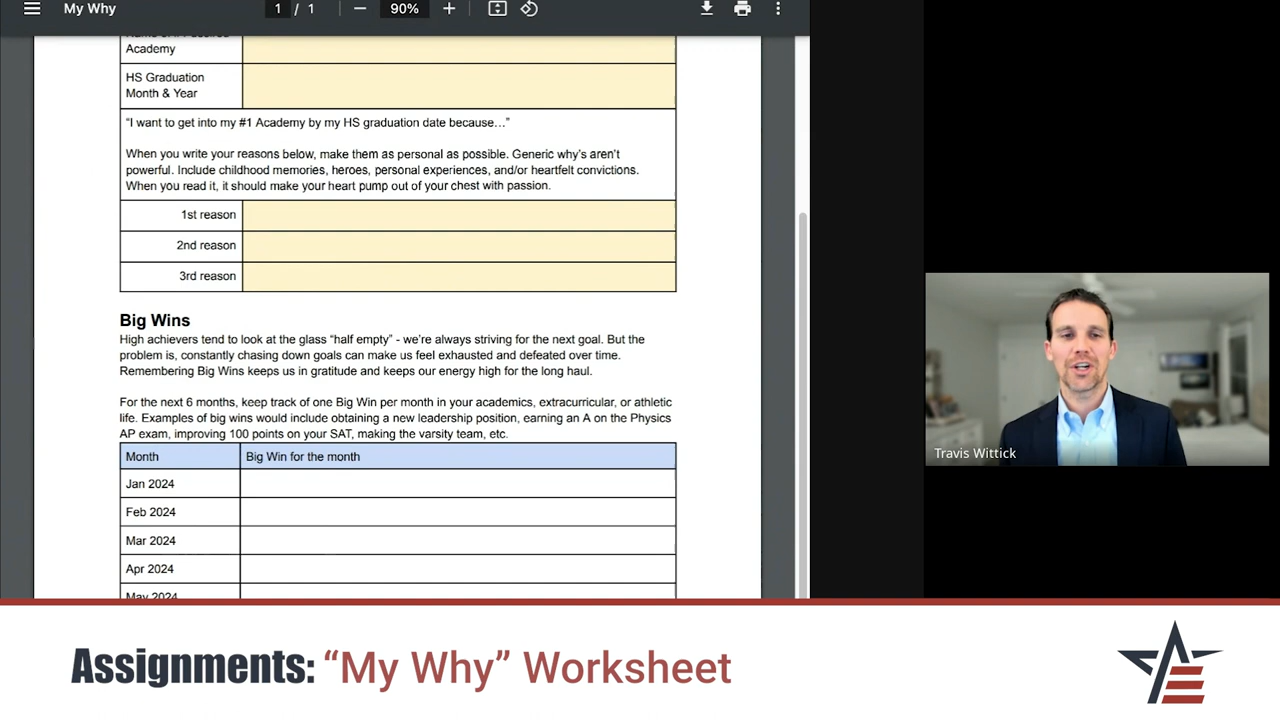 My Why
1 / 1
90%
Academy
HS Graduation
Month & Year
“I want to get into my #1 Academy by my HS graduation date because…”
When you write your reasons below, make them as personal as possible. Generic why’s aren’t
powerful. Include childhood memories, heroes, personal experiences, and/or heartfelt convictions.
When you read it, it should make your heart pump out of your chest with passion.
1st reason
2nd reason
3rd reason
Big Wins
High achievers tend to look at the glass “half empty” - we’re always striving for the next goal. But the
problem is, constantly chasing down goals can make us feel exhausted and defeated over time.
Remembering Big Wins keeps us in gratitude and keeps our energy high for the long haul.
For the next 6 months, keep track of one Big Win per month in your academics, extracurricular, or athletic
life. Examples of big wins would include obtaining a new leadership position, earning an A on the Physics
AP exam, improving 100 points on your SAT, making the varsity team, etc.
Month Big Win for the month
Jan 2024
Feb 2024
Mar 2024
Apr 2024
May 2024
Travis Wittick
Assignments: “My Why” Worksheet